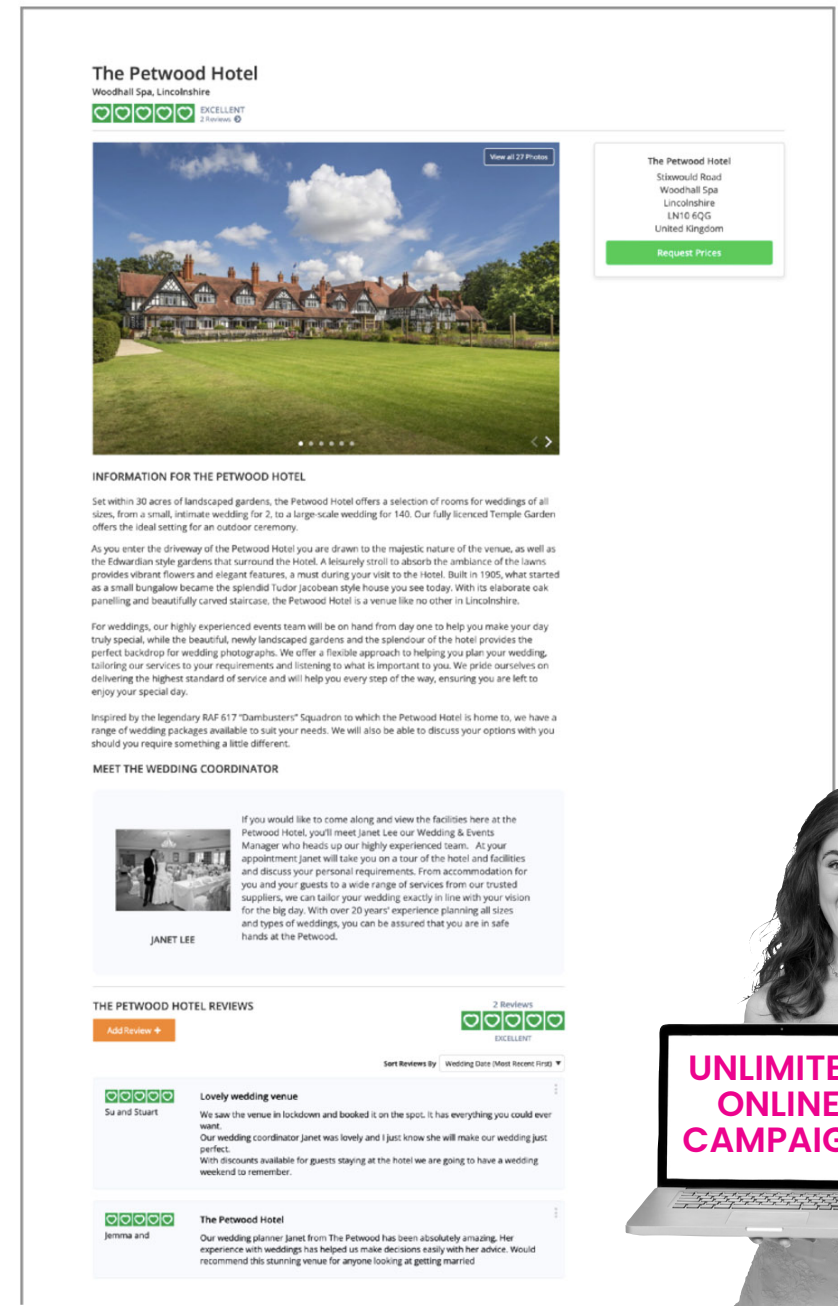 The Petwood Hotel
Woodhall Spa, Lincolnshire
EXCELLENT
2 Reviews
View all 27 Photos
The Petwood Hotel
Stixwould Road
Woodhall Spa
Lincolnshire
LN10 6QG
United Kingdom
Request Prices
INFORMATION FOR THE PETWOOD HOTEL
Set within 30 acres of landscaped gardens, the Petwood Hotel offers a selection of rooms for weddings of all
sizes, from a small, intimate wedding for 2, to a large-scale wedding for 140. Our fully licenced Temple Garden
offers the ideal setting for an outdoor ceremony.
As you enter the driveway of the Petwood Hotel you are drawn to the majestic nature of the venue, as well as
the Edwardian style gardens that surround the Hotel. A leisurely stroll to absorb the ambiance of the lawns
provides vibrant flowers and elegant features, a must during your visit to the Hotel. Built in 1905, what started
as a small bungalow became the splendid Tudor Jacobean style house you see today. With its elaborate oak
panelling and beautifully carved staircase, the Petwood Hotel is a venue like no other in Lincolnshire.
For weddings, our highly experienced events team will be on hand from day one to help you make your day
truly special, while the beautiful, newly landscaped gardens and the splendour of the hotel provides the
perfect backdrop for wedding photographs. We offer a flexible approach to helping you plan your wedding,
tailoring our services to your requirements and listening to what is important to you. We pride ourselves on
delivering the highest standard of service and will help you every step of the way, ensuring you are left to
enjoy your special day.
Inspired by the legendary RAF 617 "Dambusters" Squadron to which the Petwood Hotel is home to, we have a
range of wedding packages available to suit your needs. We will also be able to discuss your options with you
should you require something a little different.
MEET THE WEDDING COORDINATOR
If you would like to come along and view the facilities here at the
Petwood Hotel, you'll meet Janet Lee our Wedding & Events
Manager who heads up our highly experienced team. At your
appointment Janet will take you on a tour of the hotel and facilities
and discuss your personal requirements. From accommodation for
you and your guests to a wide range of services from our trusted
suppliers, we can tailor your wedding exactly in line with your vision
for the big day. With over 20 years' experience planning all sizes
and types of weddings, you can be assured that you are in safe
hands at the Petwood.
JANET LEE
THE PETWOOD HOTEL REVIEWS
Add Review +
2 Reviews
EXCELLENT
Sort Reviews By Wedding Date (Most Recent First)
Su and Stuart
Lovely wedding venue
We saw the venue in lockdown and booked it on the spot. It has everything you could ever
want.
Our wedding coordinator Janet was lovely and I just know she will make our wedding just
perfect.
With discounts available for guests staying at the hotel we are going to have a wedding
weekend to remember.
Jemma and
The Petwood Hotel
Our wedding planner Janet from The Petwood has been absolutely amazing. Her
experience with weddings has helped us make decisions easily with her advice. Would
recommend this stunning venue for anyone looking at getting married
UNLIMITE
ONLINE
CAMPAIG